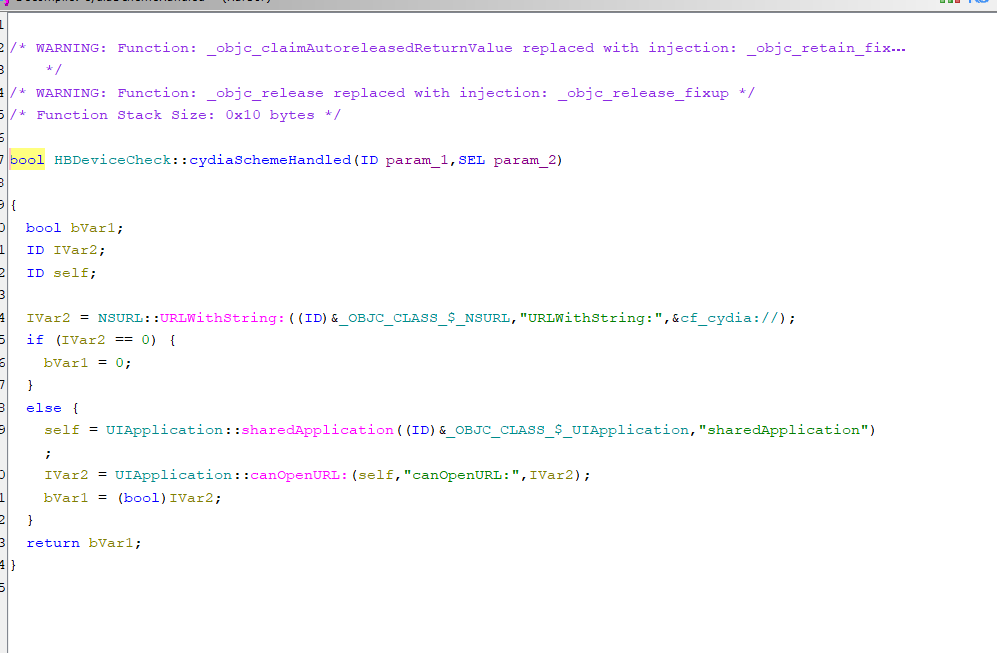 /* WARNING: Function: _objc_claimAutoreleasedReturnValue replaced with injection: _objc_retain_fix...
*/
/* WARNING: Function: _objc_release replaced with injection: _objc_release_fixup */
/* Function Stack Size: 0x10 bytes */
bool HBDeviceCheck::cydiaSchemeHandled(ID param_1,SEL param_2)
{
bool bVar1;
ID IVar2;
ID self;
IVar2 = NSURL::URLWithString:((ID)&_OBJC_CLASS_$_NSURL,"URLWithString:",&cf_cydia://);
if (IVar2 == 0) {
bVar1 = 0;
}
else {
self = UIApplication::sharedApplication((ID)&_OBJC_CLASS_$_UIApplication,"sharedApplication")
;
IVar2 = UIApplication::canOpenURL:(self,"canOpenURL:",IVar2);
bVar1 = (bool)IVar2;
}
return bVar1;
}